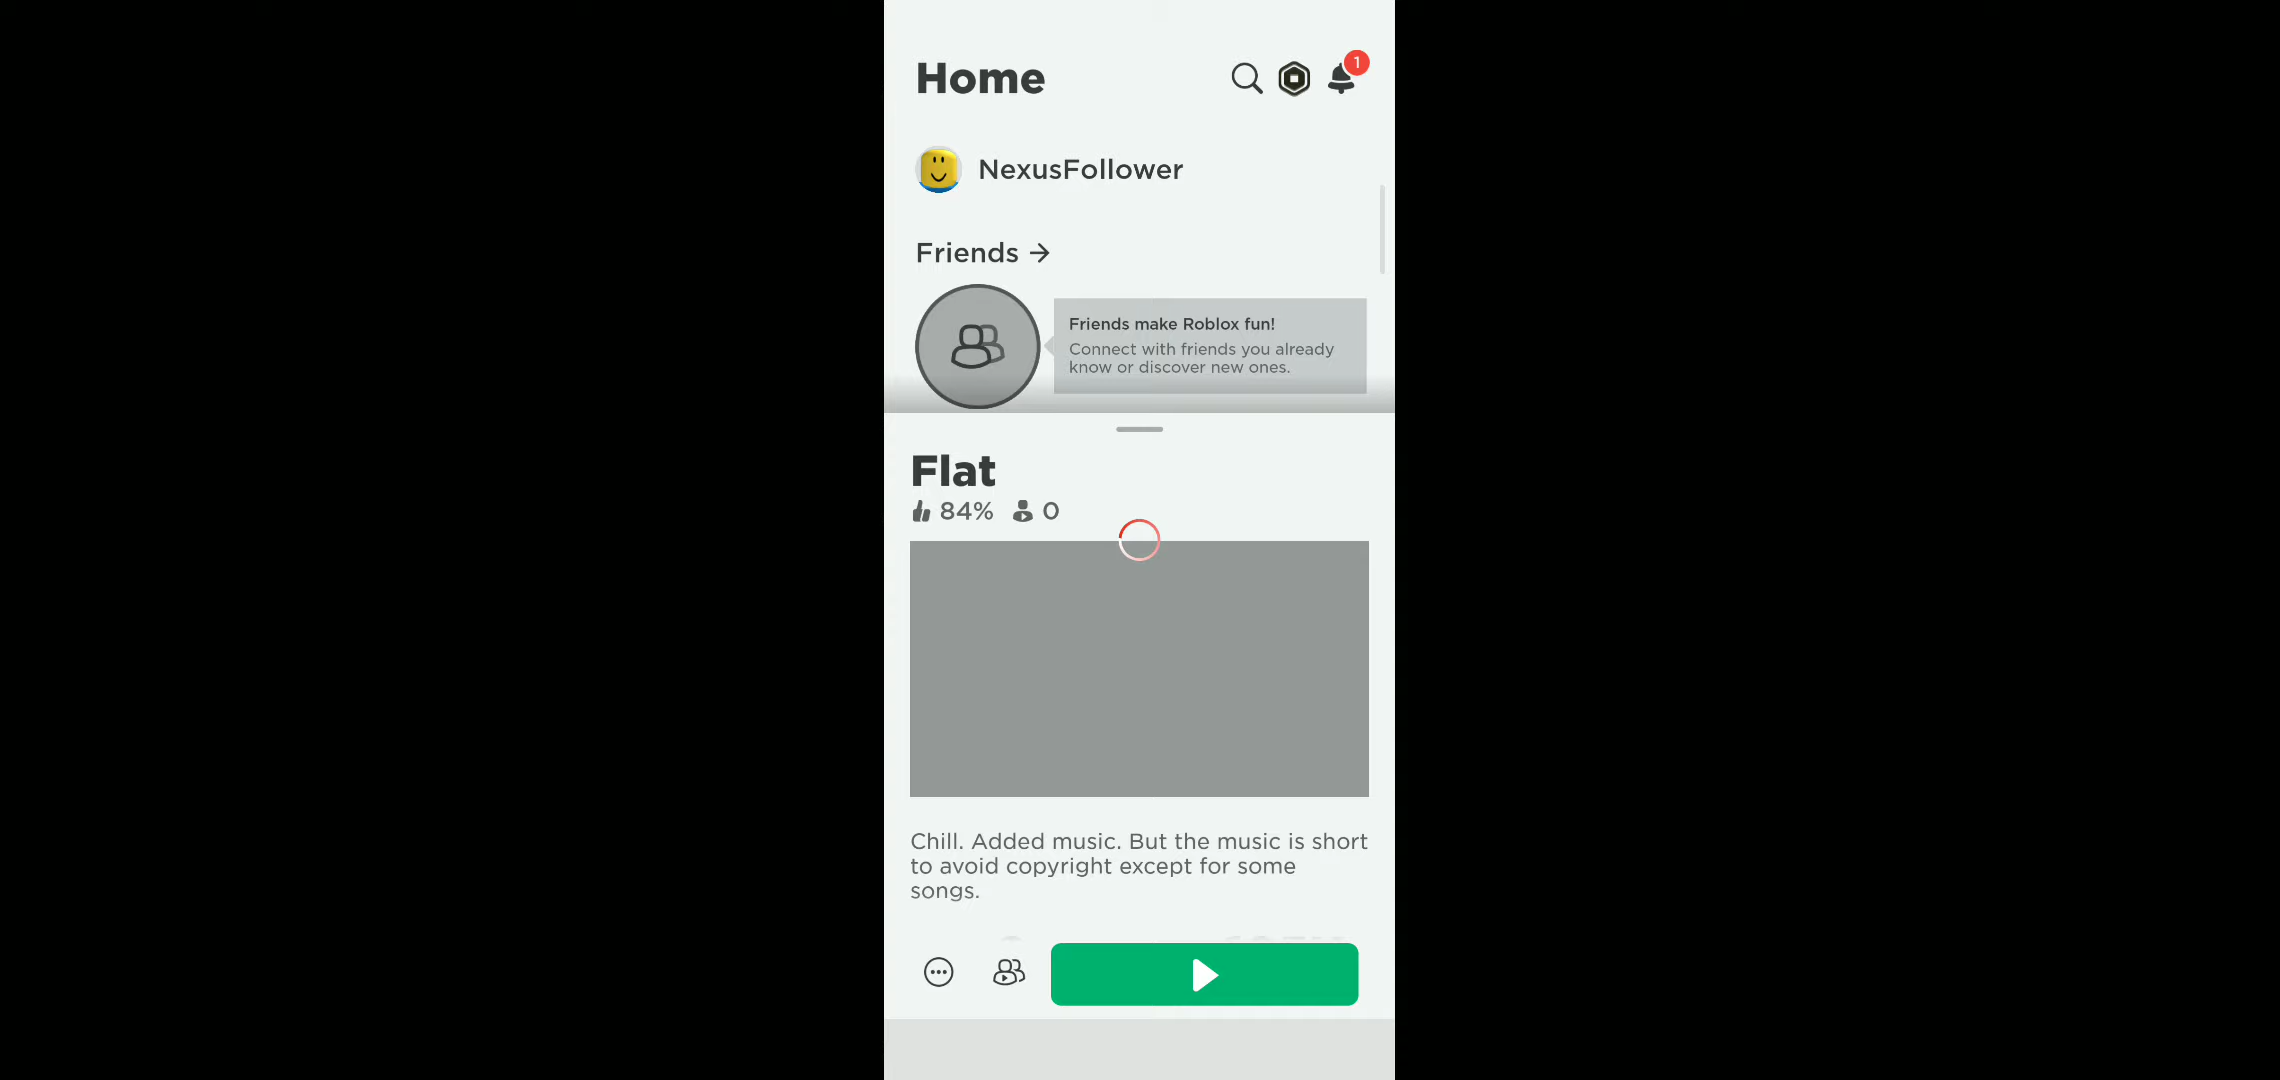 Home
1
NexusFollower
Friends →
Friends make Roblox fun!
Connect with friends you already
know or discover new ones.
Flat
84% 0
Chill. Added music. But the music is short
to avoid copyright except for some
songs.